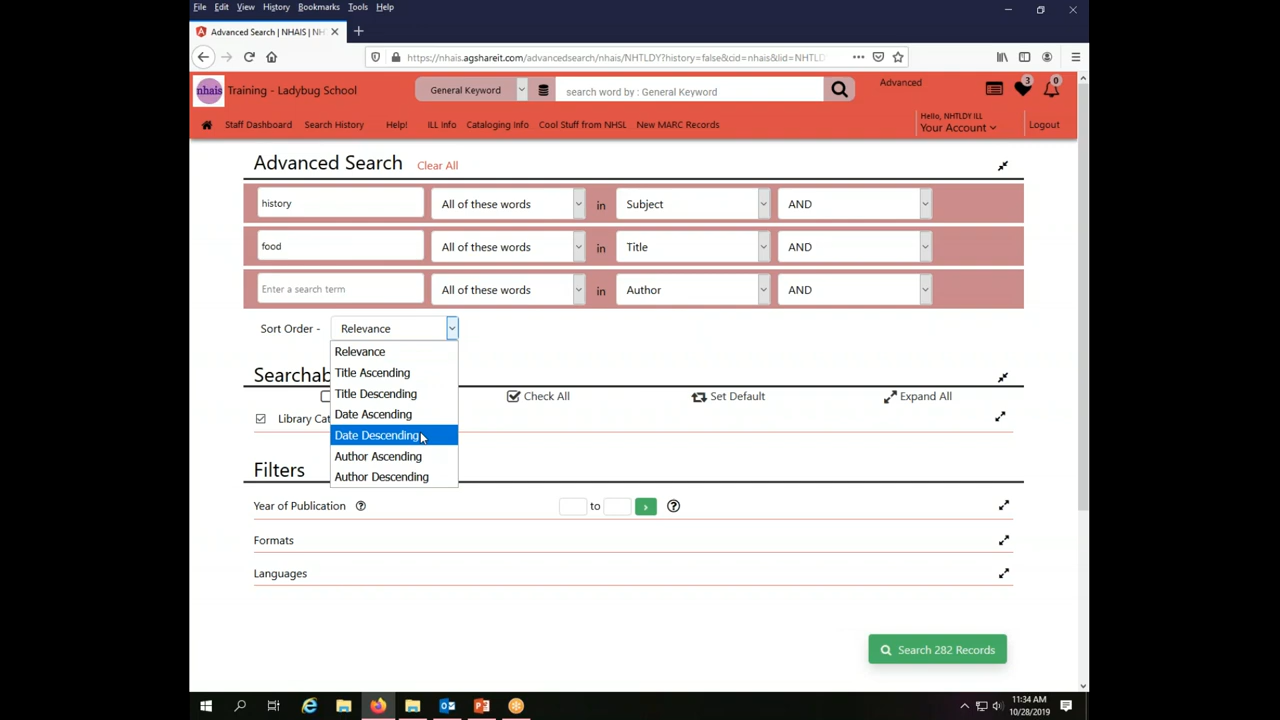 File Edit View History Bookmarks Tools Help
Advanced Search | NHAIS | NH
https://nhais.agshareit.com/advancedsearch/nhais/NHTLDY?history=false&cid=nhais&lid=NHTLD
nhais
Training - Ladybug School
General Keyword
search word by : General Keyword
Advanced
3
0
Staff Dashboard Search History Help! ILL Info Cataloging Info Cool Stuff from NHSL New MARC Records
Hello, NHTLDY ILL
Your Account
Logout
Advanced Search Clear All
history All of these words in Subject AND
food All of these words in Title AND
Enter a search term All of these words in Author AND
Sort Order - Relevance
Relevance
Title Ascending
Title Descending
Date Ascending
Date Descending
Author Ascending
Author Descending
Searchab
Check All Set Default Expand All
Library Cat
Filters
Year of Publication ? to ?
Formats
Languages
Search 282 Records
11:34 AM
10/28/2019